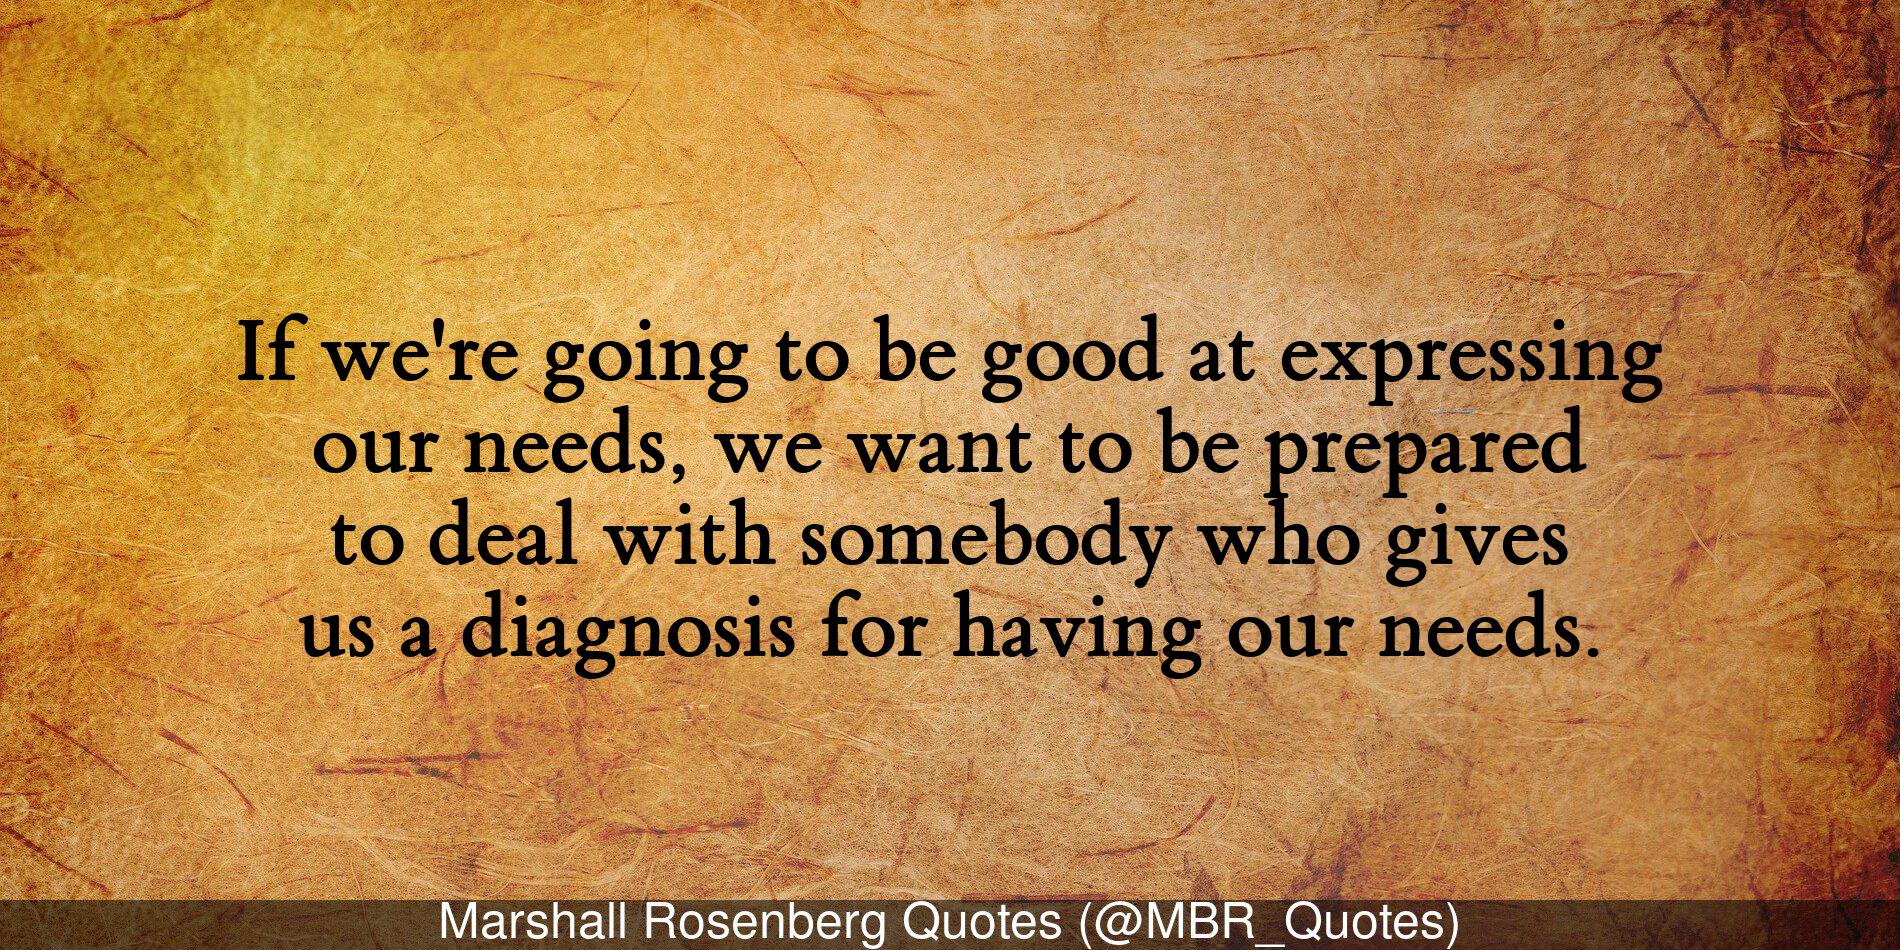 If we're going to be good at expressing
our needs, we want to be prepared
to deal with somebody who gives
us a diagnosis for having our needs.
Marshall Rosenberg Quotes (@MBR_Quotes)